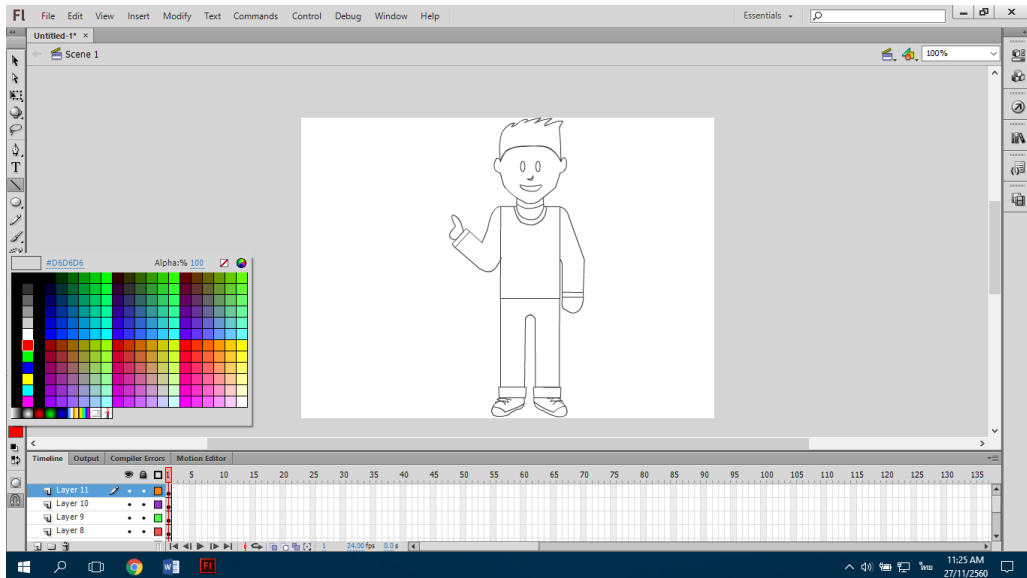 Fl File Edit View Insert Modify Text Commands Control Debug Window Help Essentials
Untitled-1* ×
Scene 1 100%
T
#D6D6D6 Alpha:% 100
Timeline Output Compiler Errors Motion Editor
1 5 10 15 20 25 30 35 40 45 50 55 60 65 70 75 80 85 90 95 100 105 110 115 120 125 130 135
Layer 11
Layer 10
Layer 9
Layer 8
1 24.00 fps 0.0 s
W Fl ไทย 11:25 AM
27/11/2560